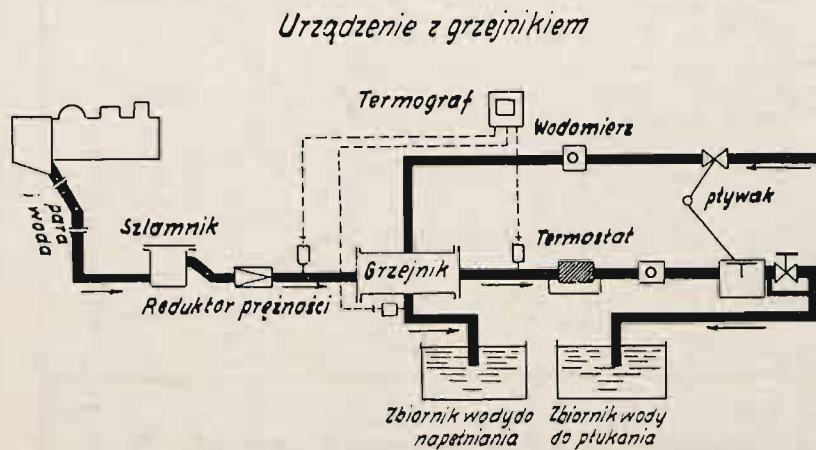 Urządzenie z grzejnikiem
Termograf
Wodomierz
para
i woda
Szlamnik
pływak
Termostat
Grzejnik
Reduktor prężności
Zbiornik wody do
napełniania
Zbiornik wody
do płukania